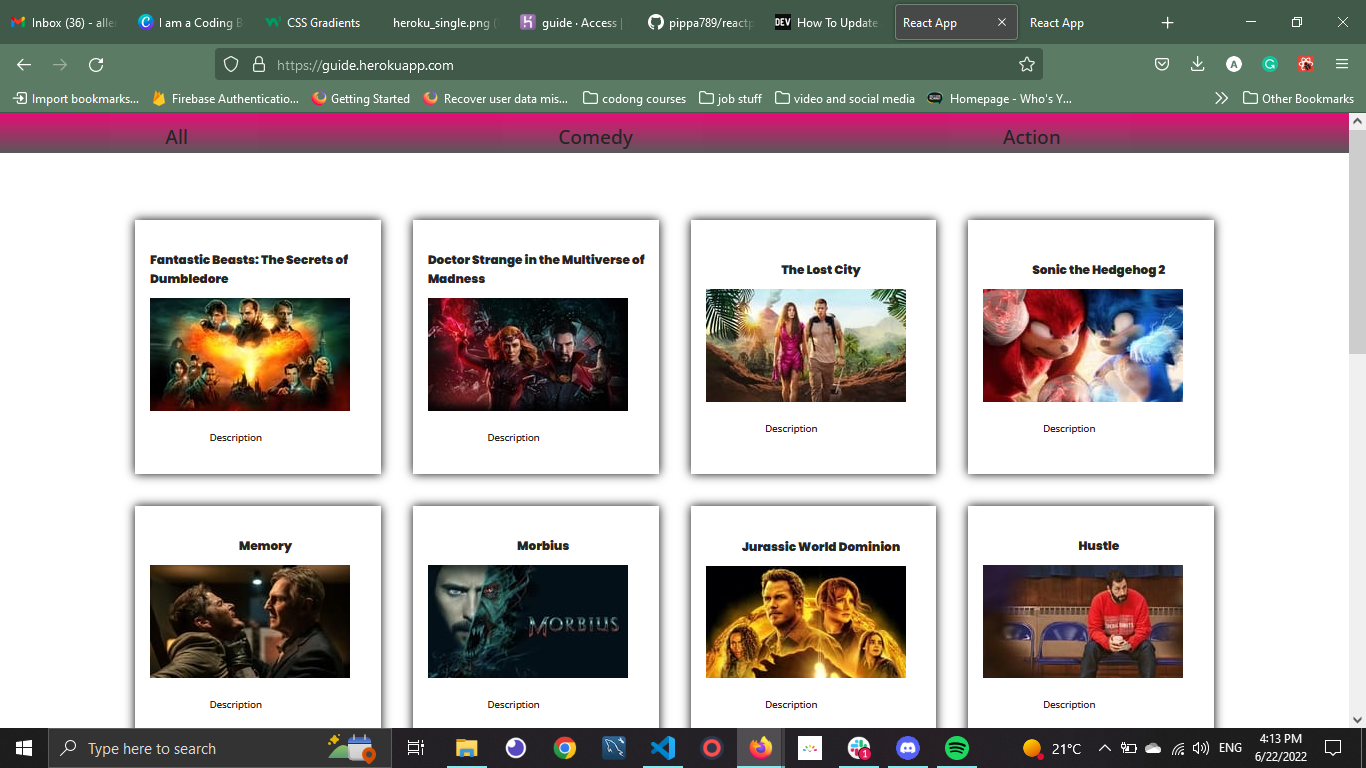 Inbox (36) - aller
I am a Coding B
CSS Gradients
heroku_single.png (
guide · Access |
pippa789/reactp
DEV How To Update
React App
React App
https://guide.herokuapp.com
A
Import bookmarks...
Firebase Authenticatio...
Getting Started
Recover user data mis...
codong courses
job stuff
video and social media
Homepage - Who's Y...
Other Bookmarks
All Comedy Action
Fantastic Beasts: The Secrets of
Dumbledore
Description
Doctor Strange in the Multiverse of
Madness
Description
The Lost City
Description
Sonic the Hedgehog 2
Description
Memory
Description
Morbius
MORBIUS
Description
Jurassic World Dominion
Description
Hustle
Description
Type here to search
1
21°C
ENG
4:13 PM
6/22/2022